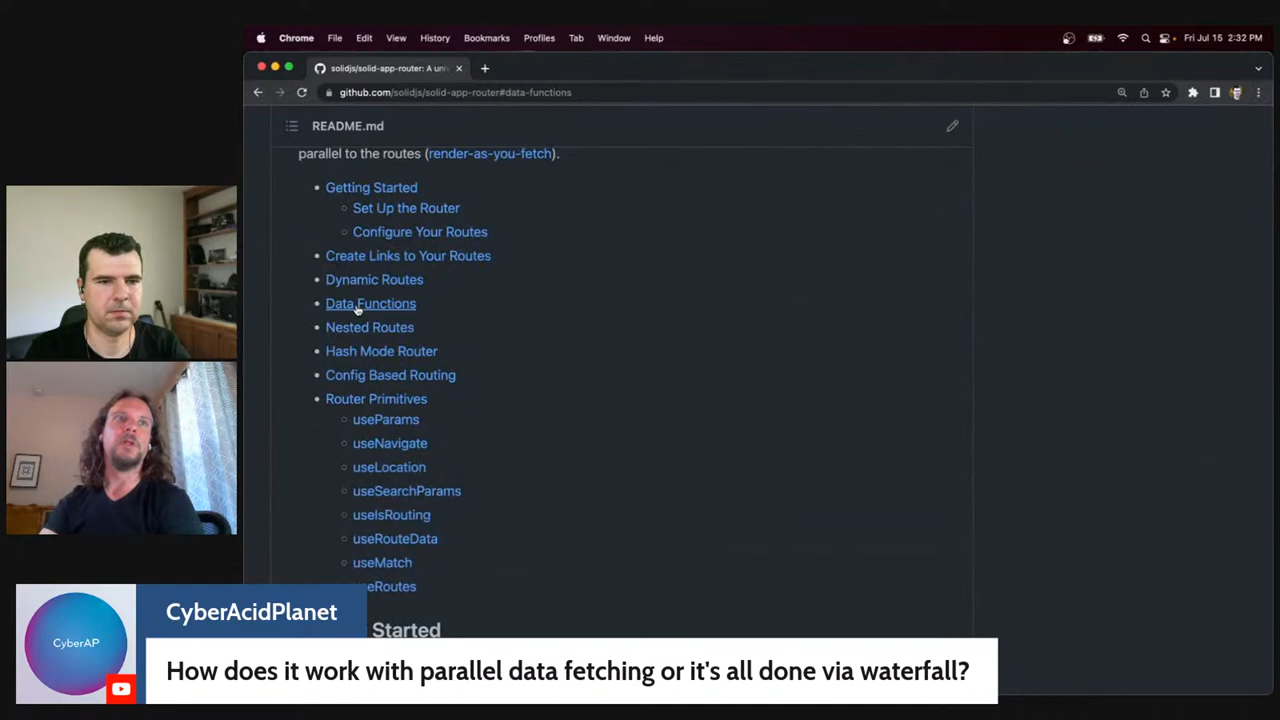 Chrome File Edit View History Bookmarks Profiles Tab Window Help Fri Jul 15 2:32 PM
solidjs/solid-app-router: A uni
github.com/solidjs/solid-app-router#data-functions
README.md
parallel to the routes (render-as-you-fetch).
Getting Started
Set Up the Router
Configure Your Routes
Create Links to Your Routes
Dynamic Routes
Data Functions
Nested Routes
Hash Mode Router
Config Based Routing
Router Primitives
useParams
useNavigate
useLocation
useSearchParams
useIsRouting
useRouteData
useMatch
eRoutes
Started
CyberAcidPlanet
CyberAP
How does it work with parallel data fetching or it's all done via waterfall?